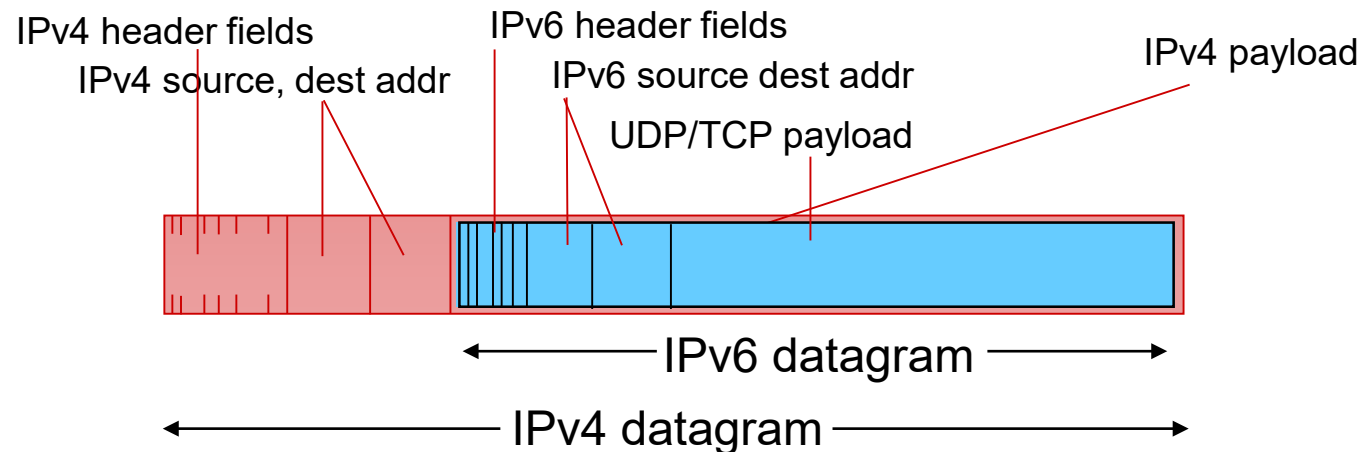 IPv4 header fields
IPv6 header fields
IPv4 payload
IPv4 source, dest addr
IPv6 source dest addr
UDP/TCP payload
IPv6 datagram
IPv4 datagram